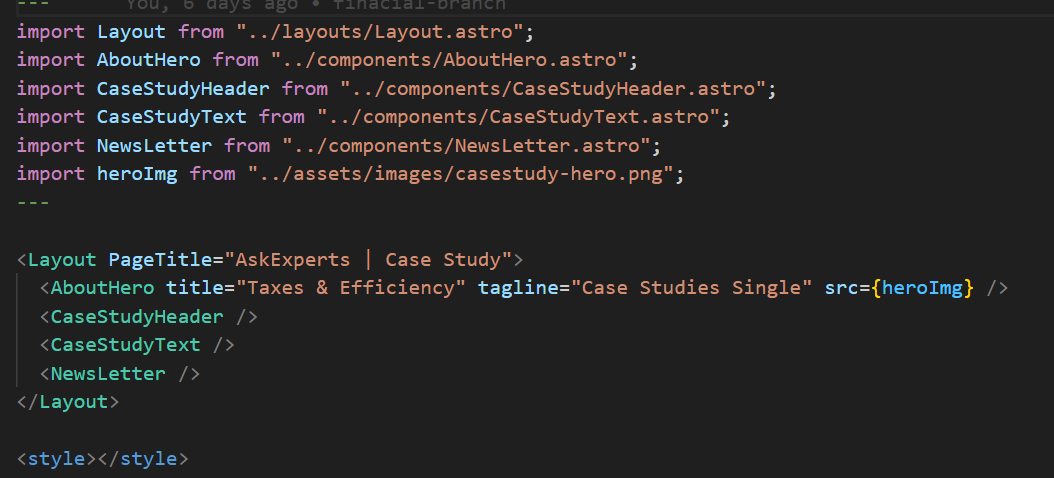 ---    You, 6 days ago • finacial-branch
import Layout from "../layouts/Layout.astro";
import AboutHero from "../components/AboutHero.astro";
import CaseStudyHeader from "../components/CaseStudyHeader.astro";
import CaseStudyText from "../components/CaseStudyText.astro";
import NewsLetter from "../components/NewsLetter.astro";
import heroImg from "../assets/images/casestudy-hero.png";
---
<Layout PageTitle="AskExperts | Case Study">
  <AboutHero title="Taxes & Efficiency" tagline="Case Studies Single" src={heroImg} />
  <CaseStudyHeader />
  <CaseStudyText />
  <NewsLetter />
</Layout>
<style></style>